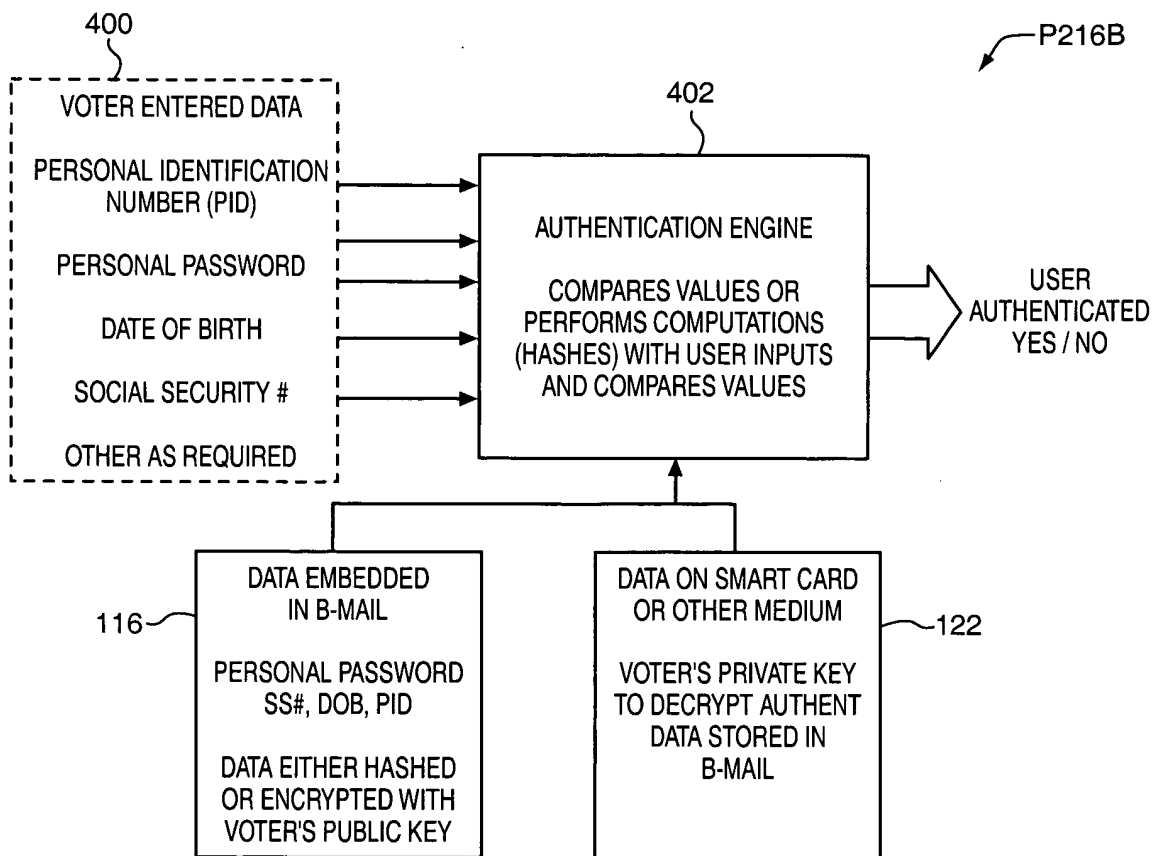 400
P216B
VOTER ENTERED DATA
PERSONAL IDENTIFICATION
NUMBER (PID)
PERSONAL PASSWORD
DATE OF BIRTH
SOCIAL SECURITY #
OTHER AS REQUIRED
402
AUTHENTICATION ENGINE
COMPARES VALUES OR
PERFORMS COMPUTATIONS
(HASHES) WITH USER INPUTS
AND COMPARES VALUES
USER
AUTHENTICATED
YES / NO
116
DATA EMBEDDED
IN B-MAIL
PERSONAL PASSWORD
SS#, DOB, PID
DATA EITHER HASHED
OR ENCRYPTED WITH
VOTER'S PUBLIC KEY
DATA ON SMART CARD
OR OTHER MEDIUM
VOTER'S PRIVATE KEY
TO DECRYPT AUTHENT
DATA STORED IN
B-MAIL
122